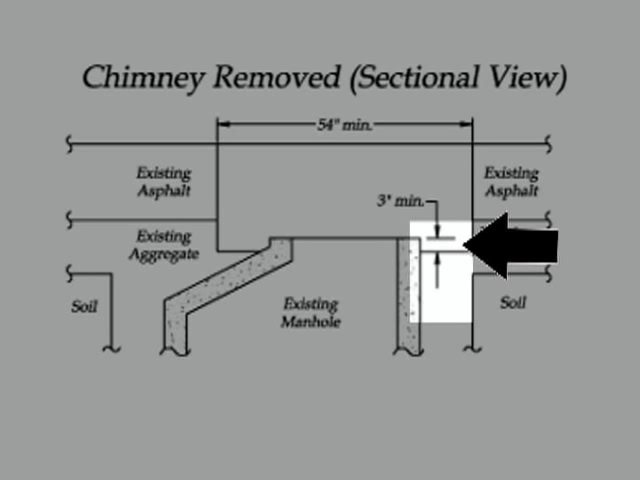 Chimney Removed (Sectional View)
54" min.
Existing
Asphalt
Existing
Asphalt
3" min.
Existing
Aggregate
Soil
Existing
Manhole
Soil